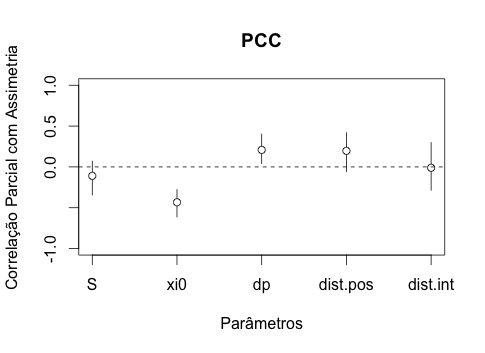 PCC
Correlação Parcial com Assimetria
1.0
0.5
0.0
-1.0
S xi0 dp dist.pos dist.int
Parâmetros